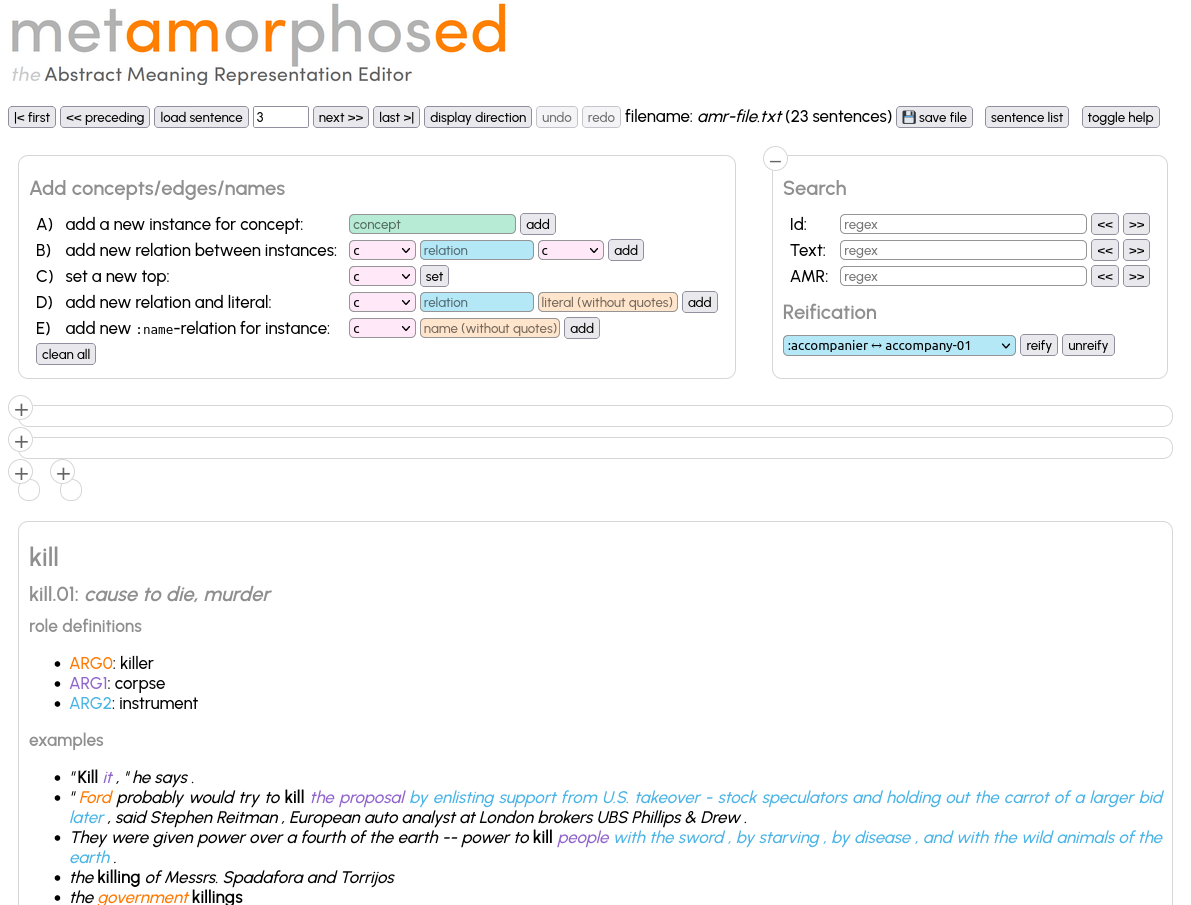 metamorphosed
the Abstract Meaning Representation Editor
|< first << preceding load sentence 3 next >> last >| display direction undo redo filename: amr-file.txt (23 sentences) 💾 save file sentence list toggle help
Add concepts/edges/names
A) add a new instance for concept: concept add
B) add new relation between instances: c relation c add
C) set a new top: c set
D) add new relation and literal: c relation literal (without quotes) add
E) add new :name-relation for instance: c name (without quotes) add
clean all
−
Search
Id: regex << >>
Text: regex << >>
AMR: regex << >>
Reification
:accompanier ↔ accompany-01 reify unreify
+
+
+ +
kill
kill.01: cause to die, murder
role definitions
• ARG0: killer
• ARG1: corpse
• ARG2: instrument
examples
• " Kill it , " he says .
• " Ford probably would try to kill the proposal by enlisting support from U.S. takeover - stock speculators and holding out the carrot of a larger bid
later , said Stephen Reitman , European auto analyst at London brokers UBS Phillips & Drew .
• They were given power over a fourth of the earth -- power to kill people with the sword , by starving , by disease , and with the wild animals of the
earth .
• the killing of Messrs. Spadafora and Torrijos
• the government killings